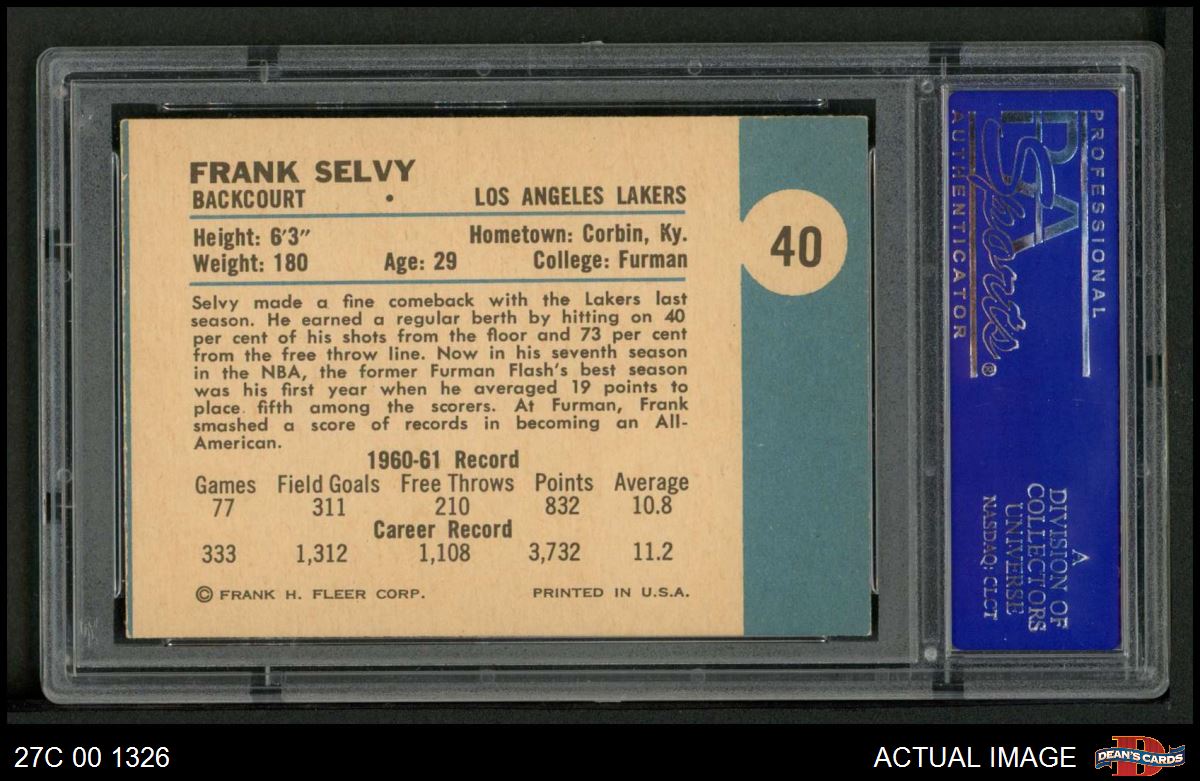 FRANK SELVY
BACKCOURT • LOS ANGELES LAKERS
Height: 6'3" Hometown: Corbin, Ky.
Weight: 180 Age: 29 College: Furman
40
Selvy made a fine comeback with the Lakers last
season. He earned a regular berth by hitting on 40
per cent of his shots from the floor and 73 per cent
from the free throw line. Now in his seventh season
in the NBA, the former Furman Flash's best season
was his first year when he averaged 19 points to
place fifth among the scorers. At Furman, Frank
smashed a score of records in becoming an All-
American.
1960-61 Record
Games Field Goals Free Throws Points Average
77 311 210 832 10.8
Career Record
333 1,312 1,108 3,732 11.2
© FRANK H. FLEER CORP. PRINTED IN U.S.A.
PROFESSIONAL
PSA
Sports®
AUTHENTICATOR
A
DIVISION OF
COLLECTORS
UNIVERSE
NASDAQ: CLCT
27C 00 1326
ACTUAL IMAGE
D
DEAN'S CARDS